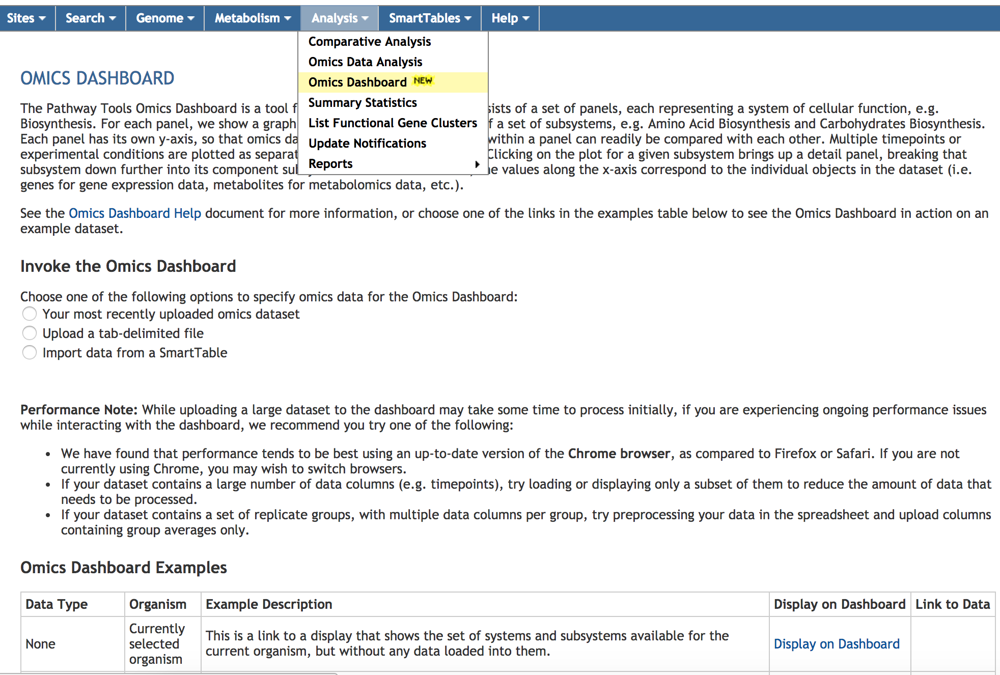 Sites Search Genome Metabolism Analysis SmartTables Help
Comparative Analysis
Omics Data Analysis
Omics Dashboard NEW
Summary Statistics
List Functional Gene Clusters
Update Notifications
Reports
OMICS DASHBOARD
The Pathway Tools Omics Dashboard is a tool of a set of panels, each representing a system of cellular function, e.g.
Biosynthesis. For each panel, we show a graph a set of subsystems, e.g. Amino Acid Biosynthesis and Carbohydrates Biosynthesis.
Each panel has its own y-axis, so that omics within a panel can readily be compared with each other. Multiple timepoints or
experimental conditions are plotted as Clicking on the plot for a given subsystem brings up a detail panel, breaking that
subsystem down further into its component values along the x-axis correspond to the individual objects in the dataset (i.e.
genes for gene expression data, metabolites for metabolomics data, etc.).
See the Omics Dashboard Help document for more information, or choose one of the links in the examples table below to see the Omics Dashboard in action on an
example dataset.
Invoke the Omics Dashboard
Choose one of the following options to specify omics data for the Omics Dashboard:
Your most recently uploaded omics dataset
Upload a tab-delimited file
Import data from a SmartTable
Performance Note: While uploading a large dataset to the dashboard may take some time to process initially, if you are experiencing ongoing performance issues
while interacting with the dashboard, we recommend you try one of the following:
• We have found that performance tends to be best using an up-to-date version of the Chrome browser, as compared to Firefox or Safari. If you are not
currently using Chrome, you may wish to switch browsers.
• If your dataset contains a large number of data columns (e.g. timepoints), try loading or displaying only a subset of them to reduce the amount of data that
needs to be processed.
• If your dataset contains a set of replicate groups, with multiple data columns per group, try preprocessing your data in the spreadsheet and upload columns
containing group averages only.
Omics Dashboard Examples
Data Type Organism Example Description Display on Dashboard Link to Data
None
Currently
selected
organism
This is a link to a display that shows the set of systems and subsystems available for the
current organism, but without any data loaded into them.
Display on Dashboard